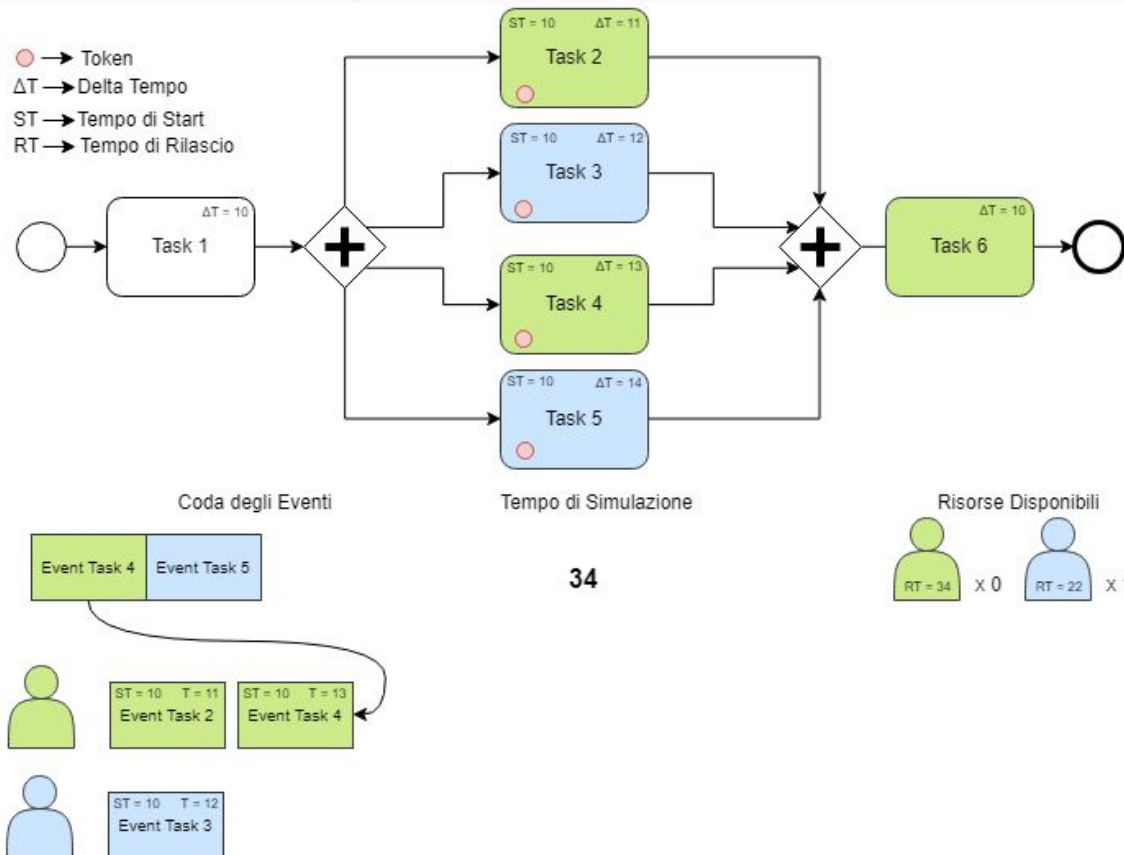 ST = 10 ΔT = 11
Task 2
Token
ΔT Delta Tempo
ST Tempo di Start
RT Tempo di Rilascio
ST = 10 ΔT = 12
Task 3
ΔT = 10
Task 1
ΔT = 10
Task 6
ST = 10 ΔT = 13
Task 4
ST = 10 ΔT = 14
Task 5
Coda degli Eventi
Tempo di Simulazione
Risorse Disponibili
Event Task 4
Event Task 5
34
RT = 34
X 0
RT = 22
X
ST = 10 T = 11
Event Task 2
ST = 10 T = 13
Event Task 4
ST = 10 T = 12
Event Task 3